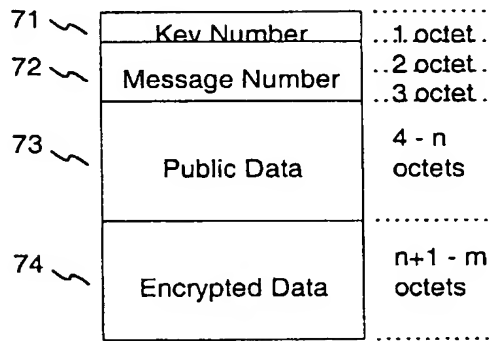 71 Key Number 1 octet
72 Message Number 2 octet
3 octet
73 Public Data 4 - n
octets
74 Encrypted Data n+1 - m
octets